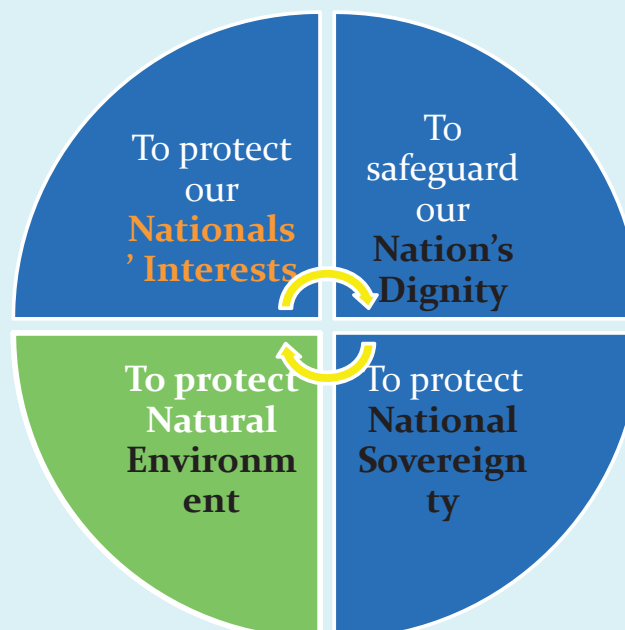 To protect
our
Nationals
’ Interests
To
safeguard
our
Nation’s
Dignity
To protect
Natural
Environm
ent
To protect
National
Sovereign
ty